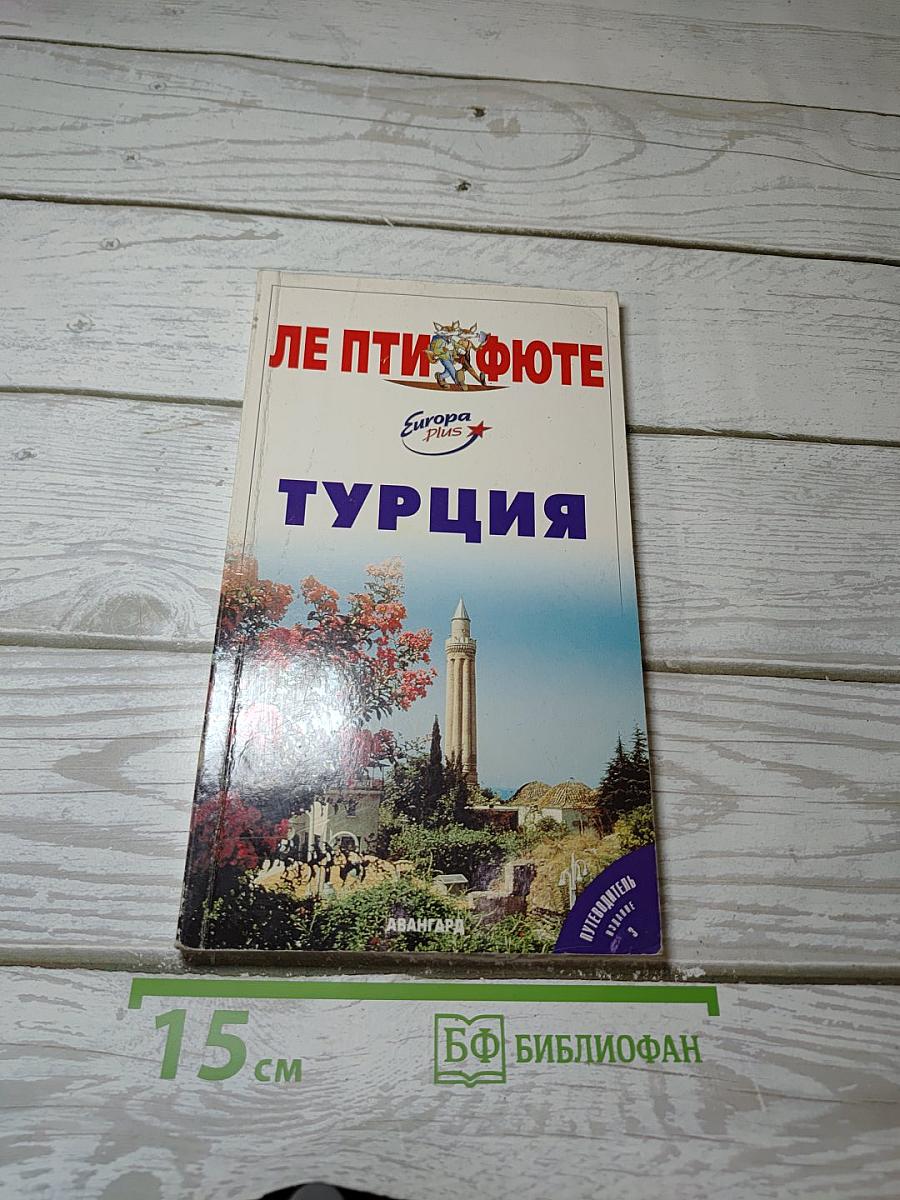 ЛЕ ПТИ ФЮТЕ
Europa
plus
ТУРЦИЯ
АВАНГАРД
ПУТЕВОДИТЕЛЬ
ИЗДАНИЕ
3
15 см
БФ БИБЛИОФАН